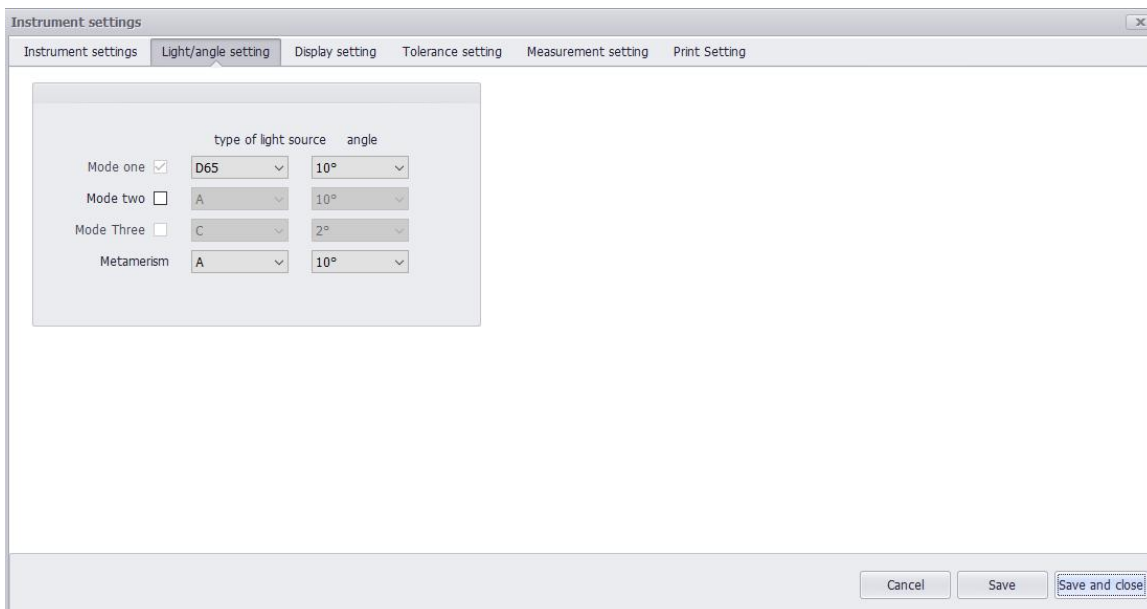 Instrument settings
Instrument settings Light/angle setting Display setting Tolerance setting Measurement setting Print Setting
type of light source angle
Mode one D65 10°
Mode two A 10°
Mode Three C 2°
Metamerism A 10°
Cancel Save Save and close